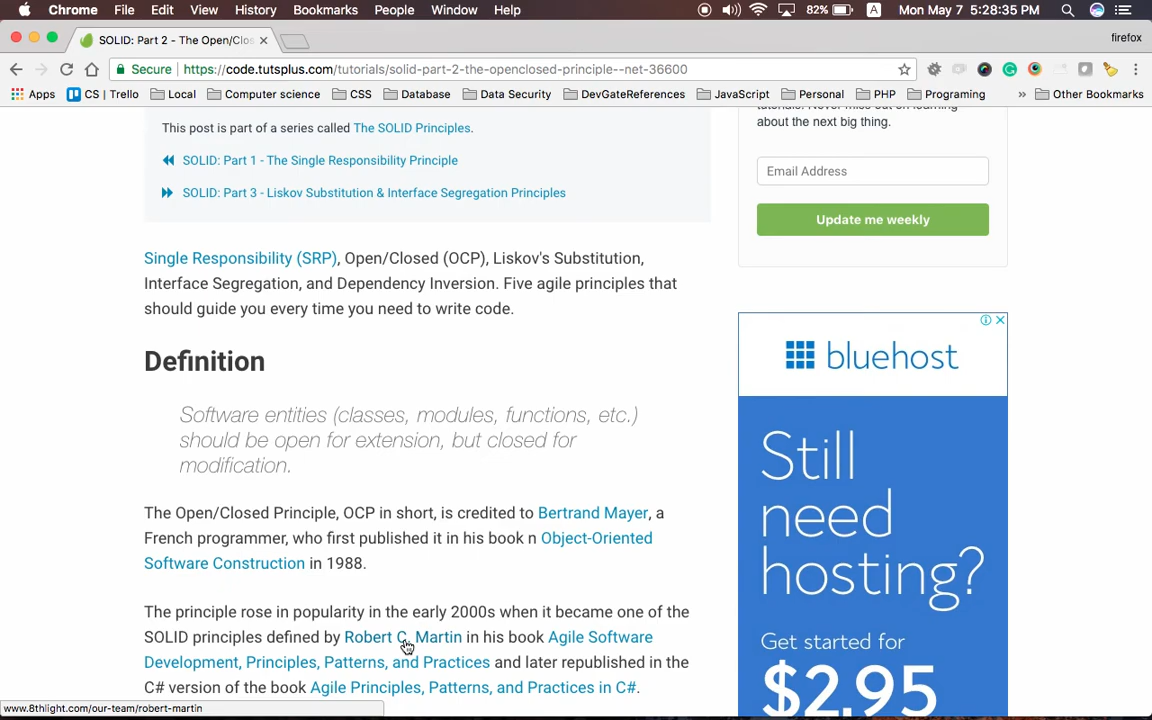 Chrome File Edit View History Bookmarks People Window Help 82% A Mon May 7 5:28:35 PM
SOLID: Part 2 - The Open/Clos firefox
Secure https://code.tutsplus.com/tutorials/solid-part-2-the-openclosed-principle--net-36600
Apps CS | Trello Local Computer science CSS Database Data Security DevGateReferences JavaScript PHP Personal Programing » Other Bookmarks
This post is part of a series called The SOLID Principles.
SOLID: Part 1 - The Single Responsibility Principle
SOLID: Part 3 - Liskov Substitution & Interface Segregation Principles
Single Responsibility (SRP), Open/Closed (OCP), Liskov's Substitution,
Interface Segregation, and Dependency Inversion. Five agile principles that
should guide you every time you need to write code.
Definition
Software entities (classes, modules, functions, etc.)
should be open for extension, but closed for
modification.
The Open/Closed Principle, OCP in short, is credited to Bertrand Mayer, a
French programmer, who first published it in his book n Object-Oriented
Software Construction in 1988.
The principle rose in popularity in the early 2000s when it became one of the
SOLID principles defined by Robert C. Martin in his book Agile Software
Development, Principles, Patterns, and Practices and later republished in the
C# version of the book Agile Principles, Patterns, and Practices in C#.
www.8thlight.com/our-team/robert-martin
tutorials. Never miss out on learning
about the next big thing.
Email Address
Update me weekly
bluehost
Still
need
hosting?
Get started for
$2.95